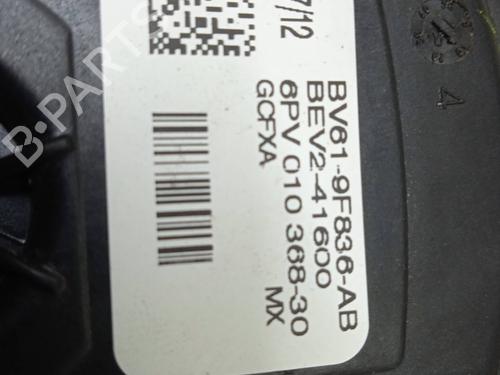 7/12
BV61-9F836-AB
BEV2-41600
6PV 010 368-30
GCFXA
MX
4
B-PARTS